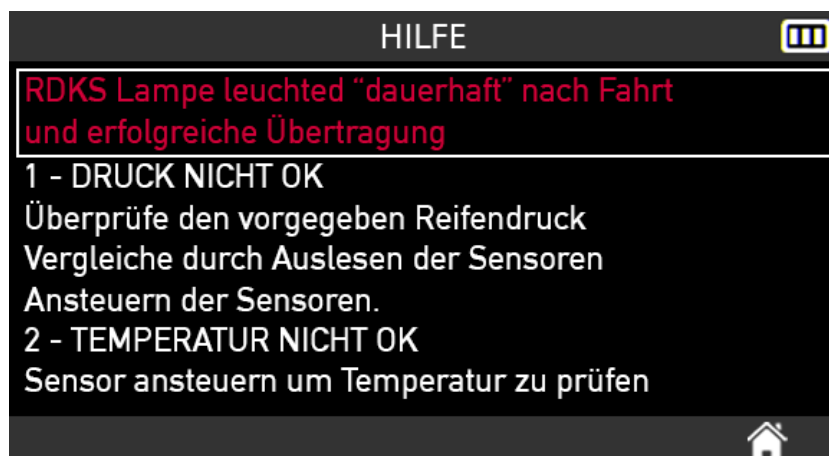 HILFE
RDKS Lampe leuchted “dauerhaft” nach Fahrt
und erfolgreiche Übertragung
1 - DRUCK NICHT OK
Überprüfe den vorgegeben Reifendruck
Vergleiche durch Auslesen der Sensoren
Ansteuern der Sensoren.
2 - TEMPERATUR NICHT OK
Sensor ansteuern um Temperatur zu prüfen